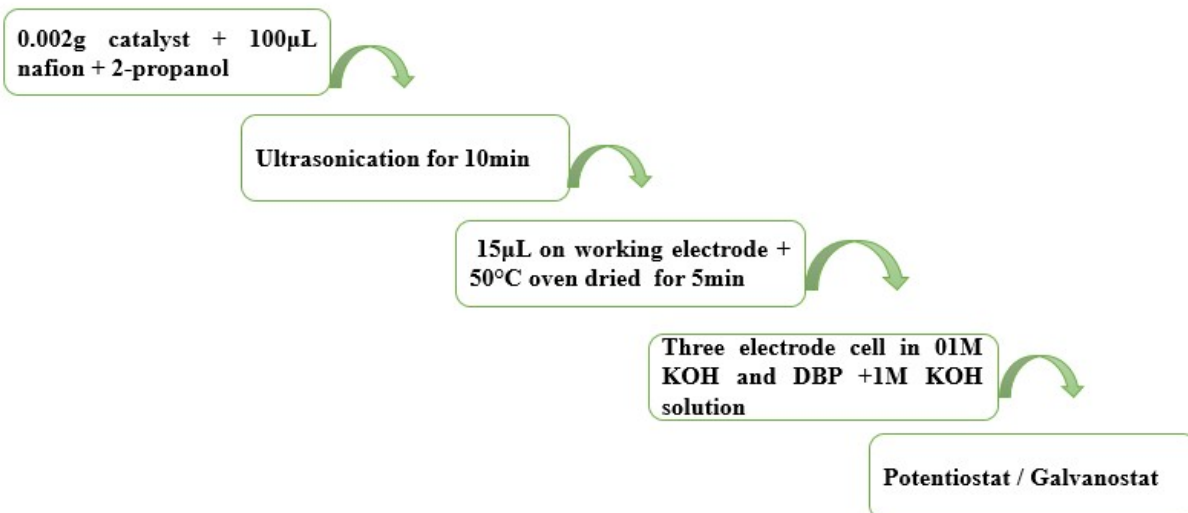 0.002g catalyst + 100µL
nafion + 2-propanol
Ultrasonication for 10min
15µL on working electrode +
50°C oven dried for 5min
Three electrode cell in 01M
KOH and DBP +1M KOH
solution
Potentiostat / Galvanostat